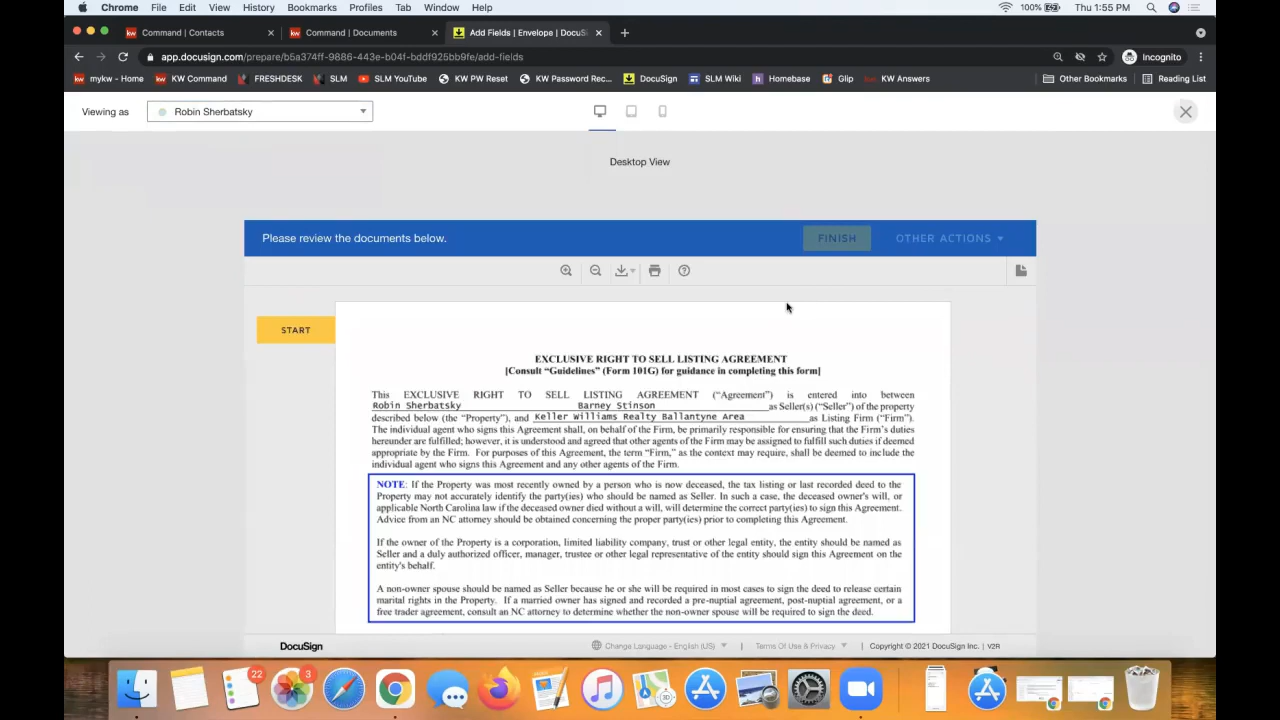 Chrome File Edit View History Bookmarks Profiles Tab Window Help 100% Thu 1:55 PM
kw Command | Contacts kw Command | Documents Add Fields | Envelope | DocuSi
app.docusign.com/prepare/b5a374ff-9886-443e-b04f-bddf925bb9fe/add-fields Incognito
kw mykw - Home kw KW Command FRESHDESK SLM SLM YouTube KW PW Reset KW Password Rec... DocuSign SLM Wiki h Homebase Glip kw KW Answers Other Bookmarks Reading List
Viewing as Robin Sherbatsky
Desktop View
Please review the documents below. FINISH OTHER ACTIONS
START
EXCLUSIVE RIGHT TO SELL LISTING AGREEMENT
[Consult “Guidelines” (Form 101G) for guidance in completing this form]
This EXCLUSIVE RIGHT TO SELL LISTING AGREEMENT (“Agreement”) is entered into between
Robin Sherbatsky Barney Stinson as Seller(s) (“Seller”) of the property
described below (the “Property”), and Keller Williams Realty Ballantyne Area as Listing Firm (“Firm”).
The individual agent who signs this Agreement shall, on behalf of the Firm, be primarily responsible for ensuring that the Firm’s duties
hereunder are fulfilled; however, it is understood and agreed that other agents of the Firm may be assigned to fulfill such duties if deemed
appropriate by the Firm. For purposes of this Agreement, the term “Firm,” as the context may require, shall be deemed to include the
individual agent who signs this Agreement and any other agents of the Firm.
NOTE: If the Property was most recently owned by a person who is now deceased, the tax listing or last recorded deed to the
Property may not accurately identify the party(ies) who should be named as Seller. In such a case, the deceased owner’s will, or
applicable North Carolina law if the deceased owner died without a will, will determine the correct party(ies) to sign this Agreement.
Advice from an NC attorney should be obtained concerning the proper party(ies) prior to completing this Agreement.
If the owner of the Property is a corporation, limited liability company, trust or other legal entity, the entity should be named as
Seller and a duly authorized officer, manager, trustee or other legal representative of the entity should sign this Agreement on the
entity’s behalf.
A non-owner spouse should be named as Seller because he or she will be required in most cases to sign the deed to release certain
marital rights in the Property. If a married owner has signed and recorded a pre-nuptial agreement, post-nuptial agreement, or a
free trader agreement, consult an NC attorney to determine whether the non-owner spouse will be required to sign the deed.
DocuSign Change Language - English (US) | Terms Of Use & Privacy | Copyright © 2021 DocuSign Inc. | V2R
22 3 3D